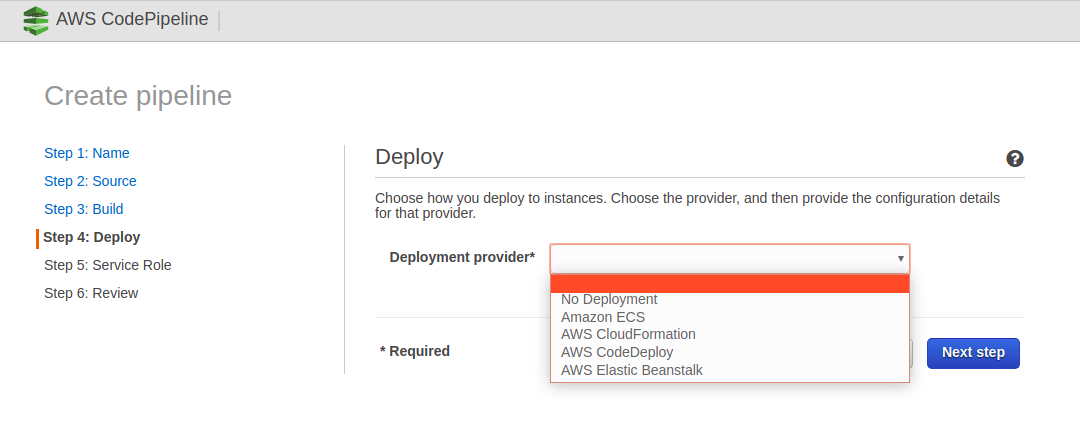 AWS CodePipeline
Create pipeline
Step 1: Name
Step 2: Source
Step 3: Build
Step 4: Deploy
Step 5: Service Role
Step 6: Review
Deploy
?
Choose how you deploy to instances. Choose the provider, and then provide the configuration details
for that provider.
Deployment provider*
No Deployment
Amazon ECS
AWS CloudFormation
AWS CodeDeploy
AWS Elastic Beanstalk
* Required
Next step